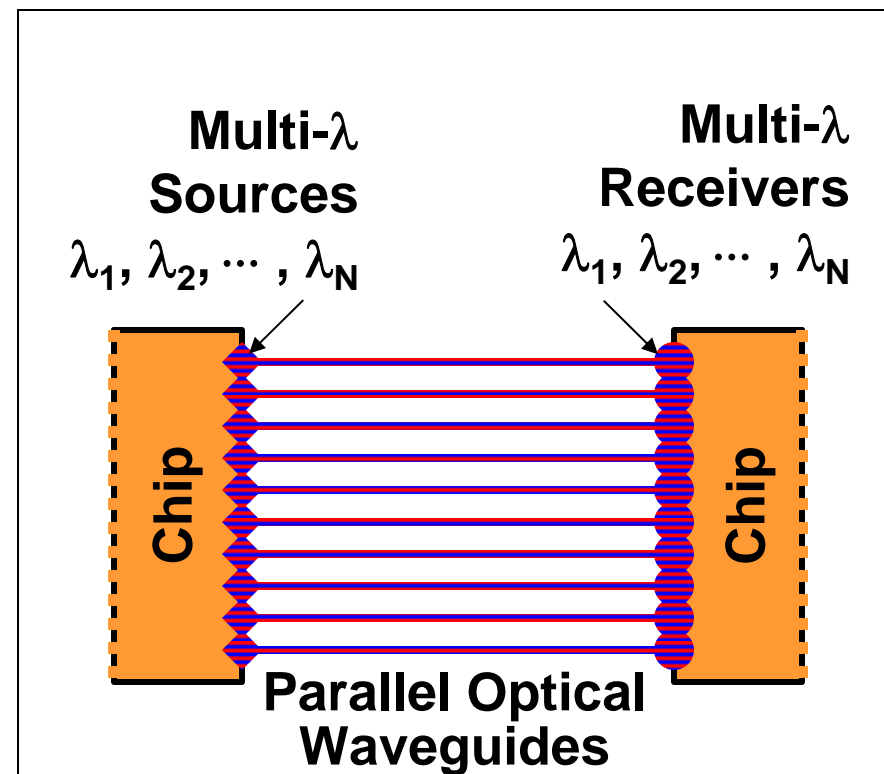 Multi-λ
Sources
λ1, λ2, ··· , λN
Multi-λ
Receivers
λ1, λ2, ··· , λN
Chip
Chip
Parallel Optical
Waveguides